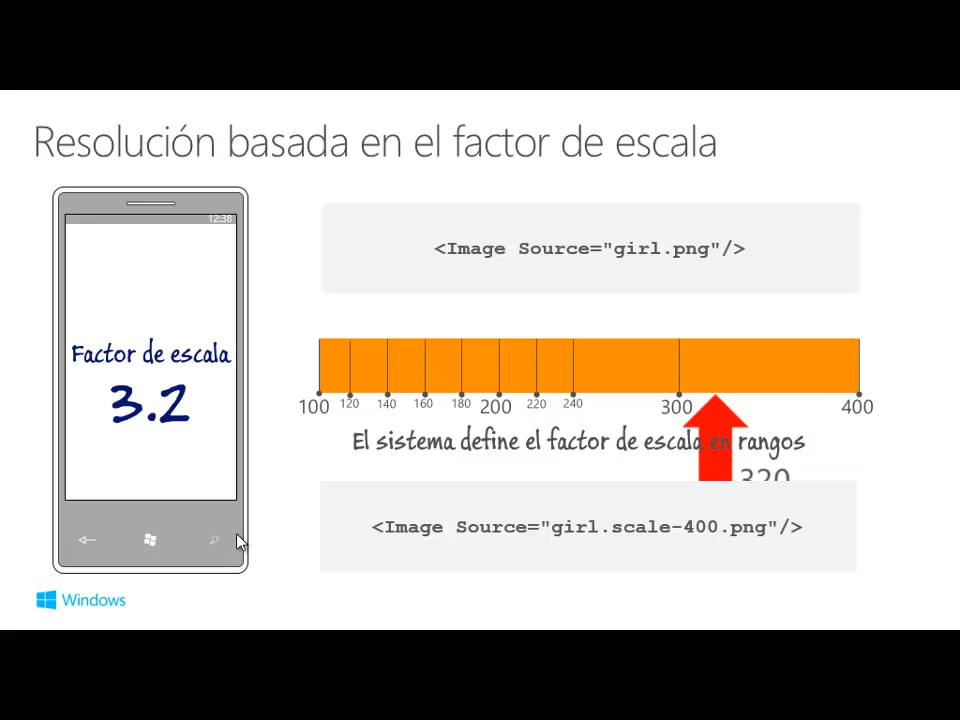 Resolución basada en el factor de escala
12:38
<Image Source="girl.png"/>
Factor de escala
3.2
100 120 140 160 180 200 220 240 300 400
El sistema define el factor de escala en rangos
320
<Image Source="girl.scale-400.png"/>
Windows